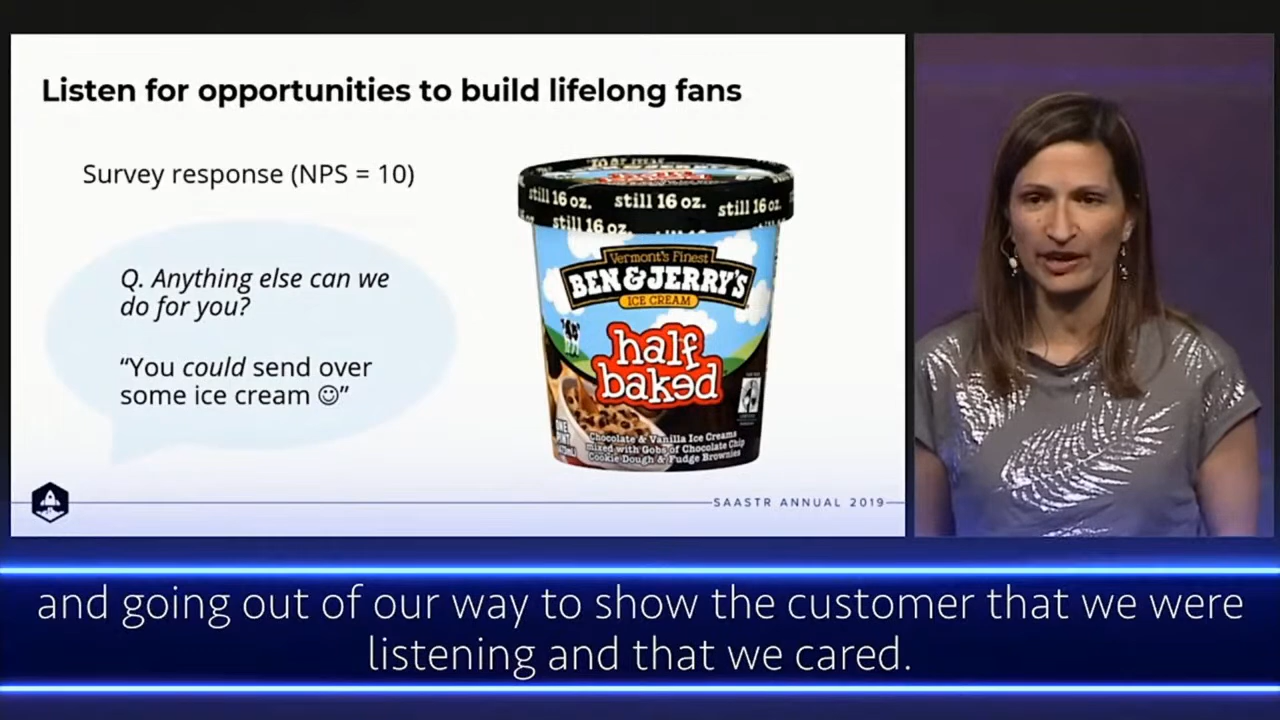 Listen for opportunities to build lifelong fans
Survey response (NPS = 10)
Q. Anything else can we
do for you?
“You could send over
some ice cream ☺”
still 16 oz. still 16 oz. still 16 oz.
still 16 oz.
Vermont's Finest
BEN & JERRY'S
ICE CREAM
half
baked
ONE
PINT
Chocolate & Vanilla Ice Creams
mixed with Gobs of Chocolate Chip
Cookie Dough & Fudge Brownies
SAASTR ANNUAL 2019
and going out of our way to show the customer that we were
listening and that we cared.